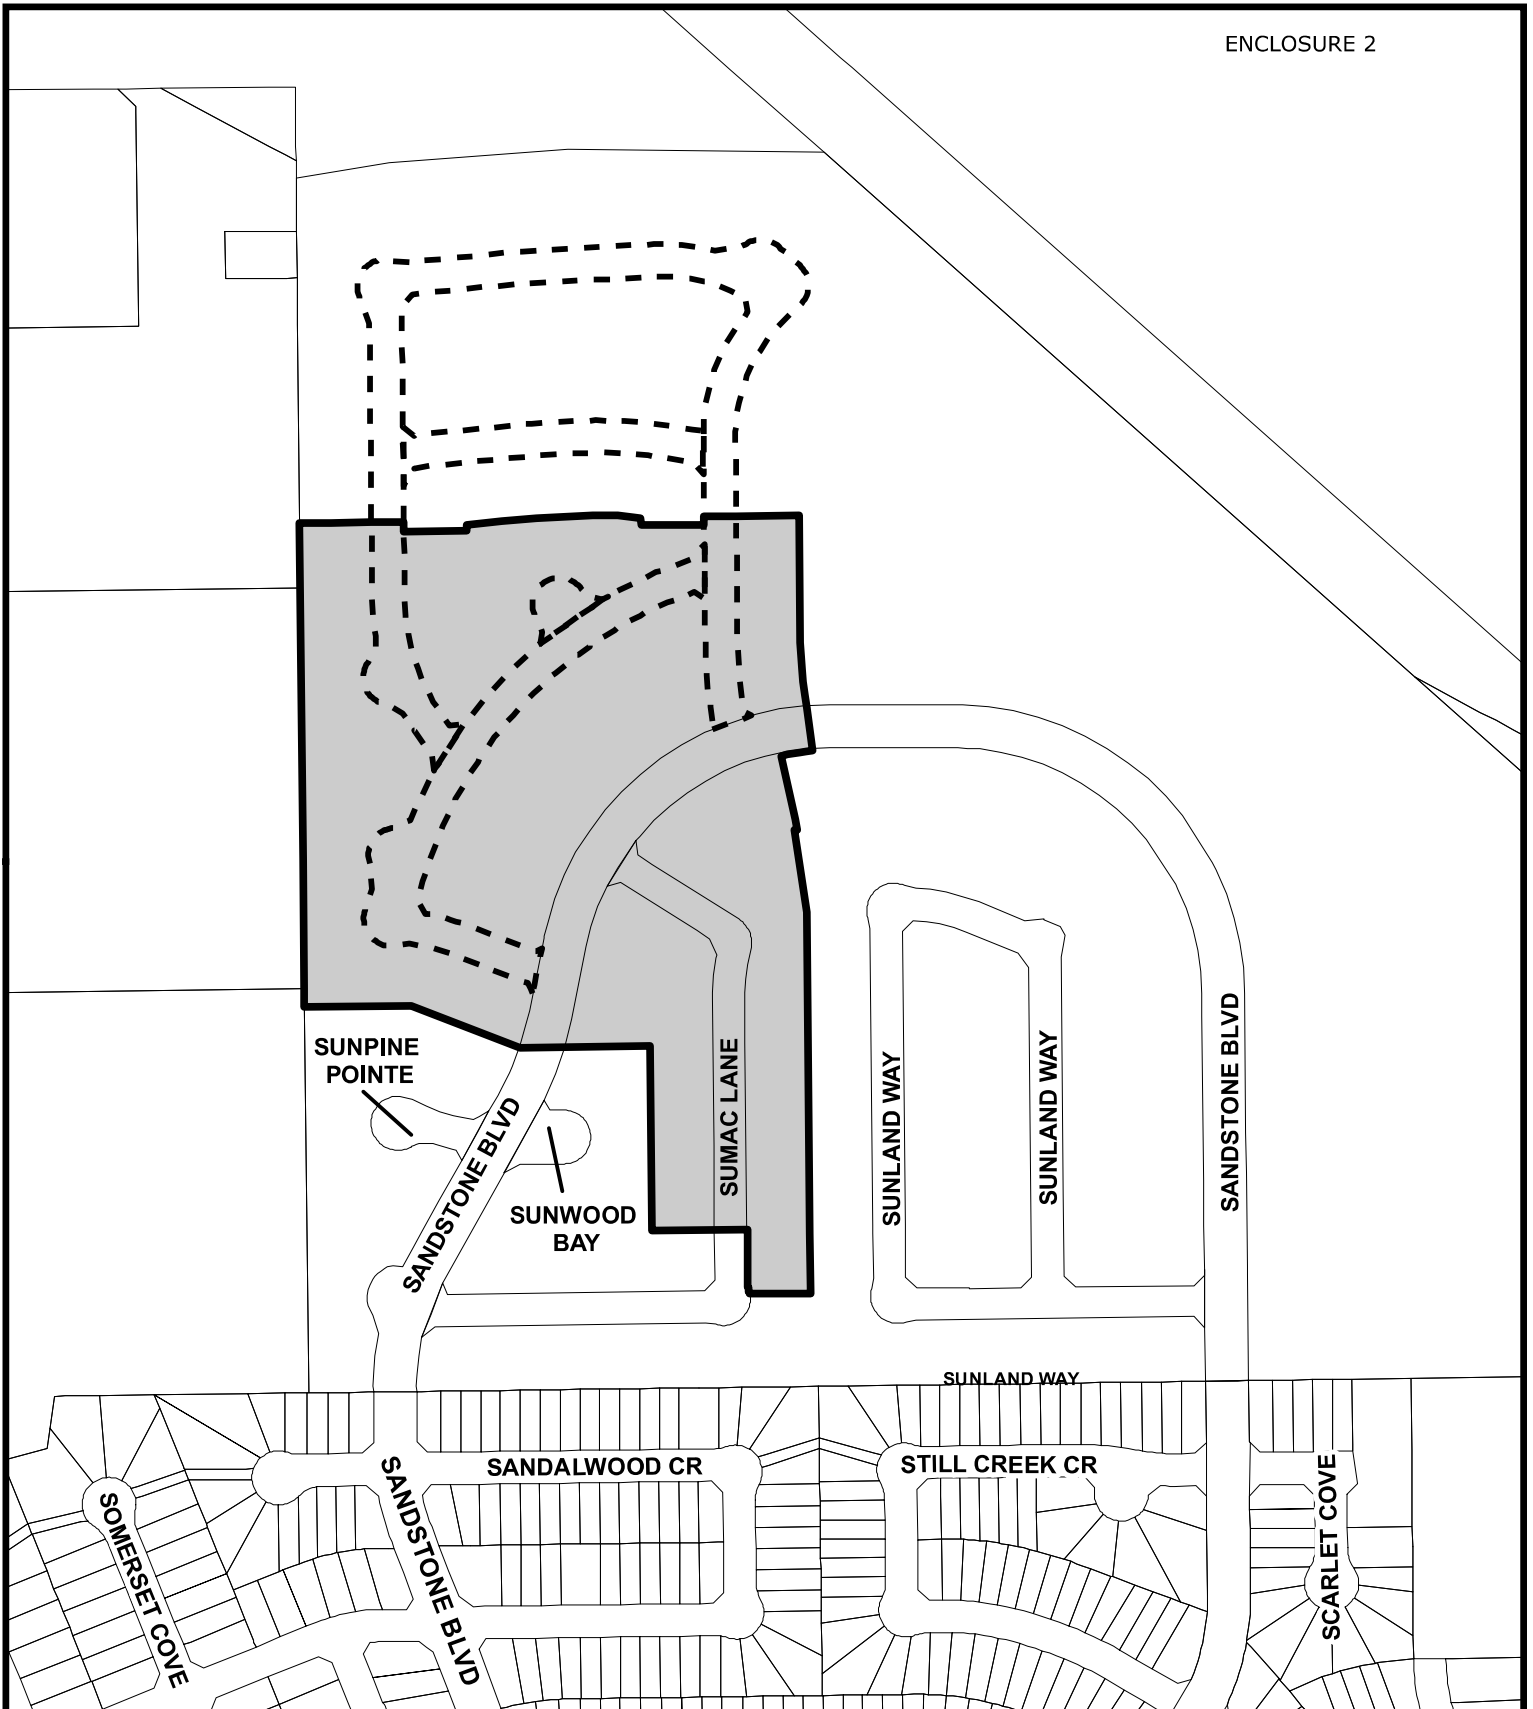 ENCLOSURE 2
SUNPINE
POINTE
SANDSTONE BLVD
SUNWOOD
BAY
SUMAC LANE
SUNLAND WAY
SUNLAND WAY
SANDSTONE BLVD
SUNLAND WAY
SANDALWOOD CR
STILL CREEK CR
SOMERSET COVE
SANDSTONE BLVD
SCARLET COVE